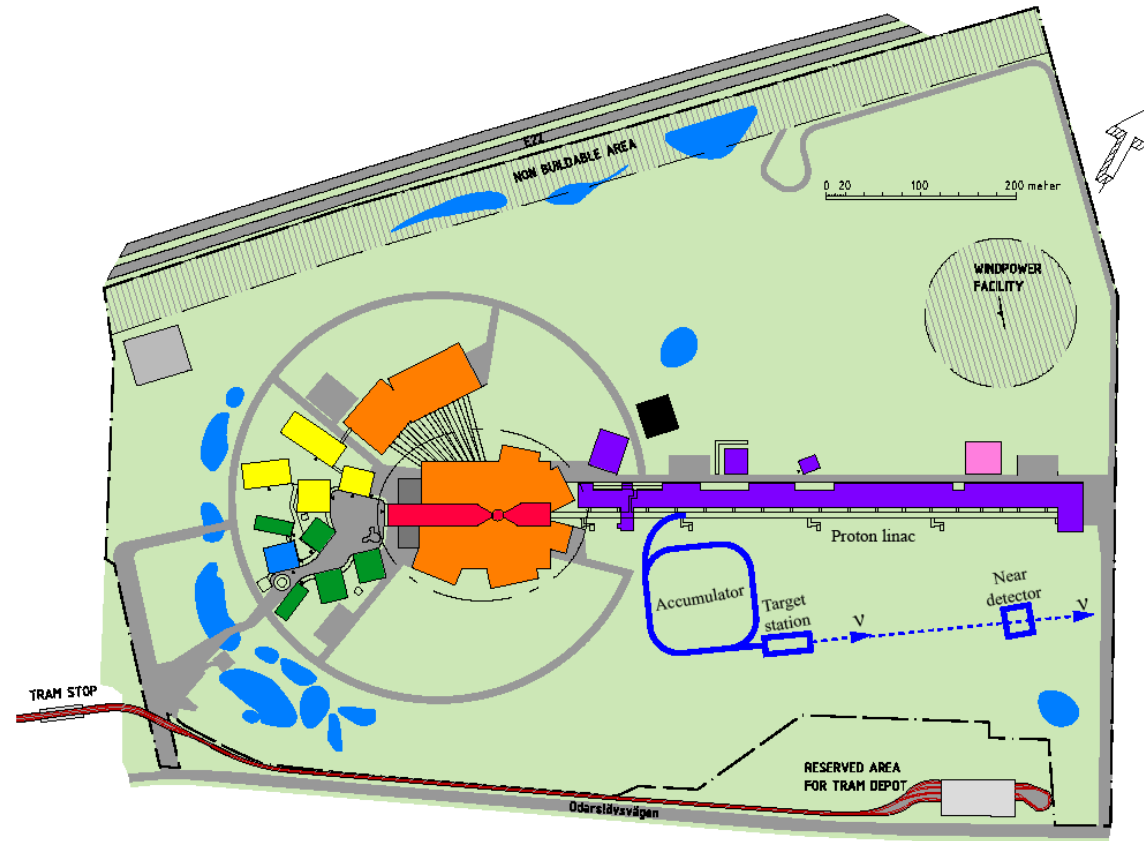 E22
NON BUILDABLE AREA
0 20 100 200 meter
WINDPOWER
FACILITY
Proton linac
Near
detector
Accumulator
Target
station
ν
ν
TRAM STOP
RESERVED AREA
FOR TRAM DEPOT
Odarslövsvägen